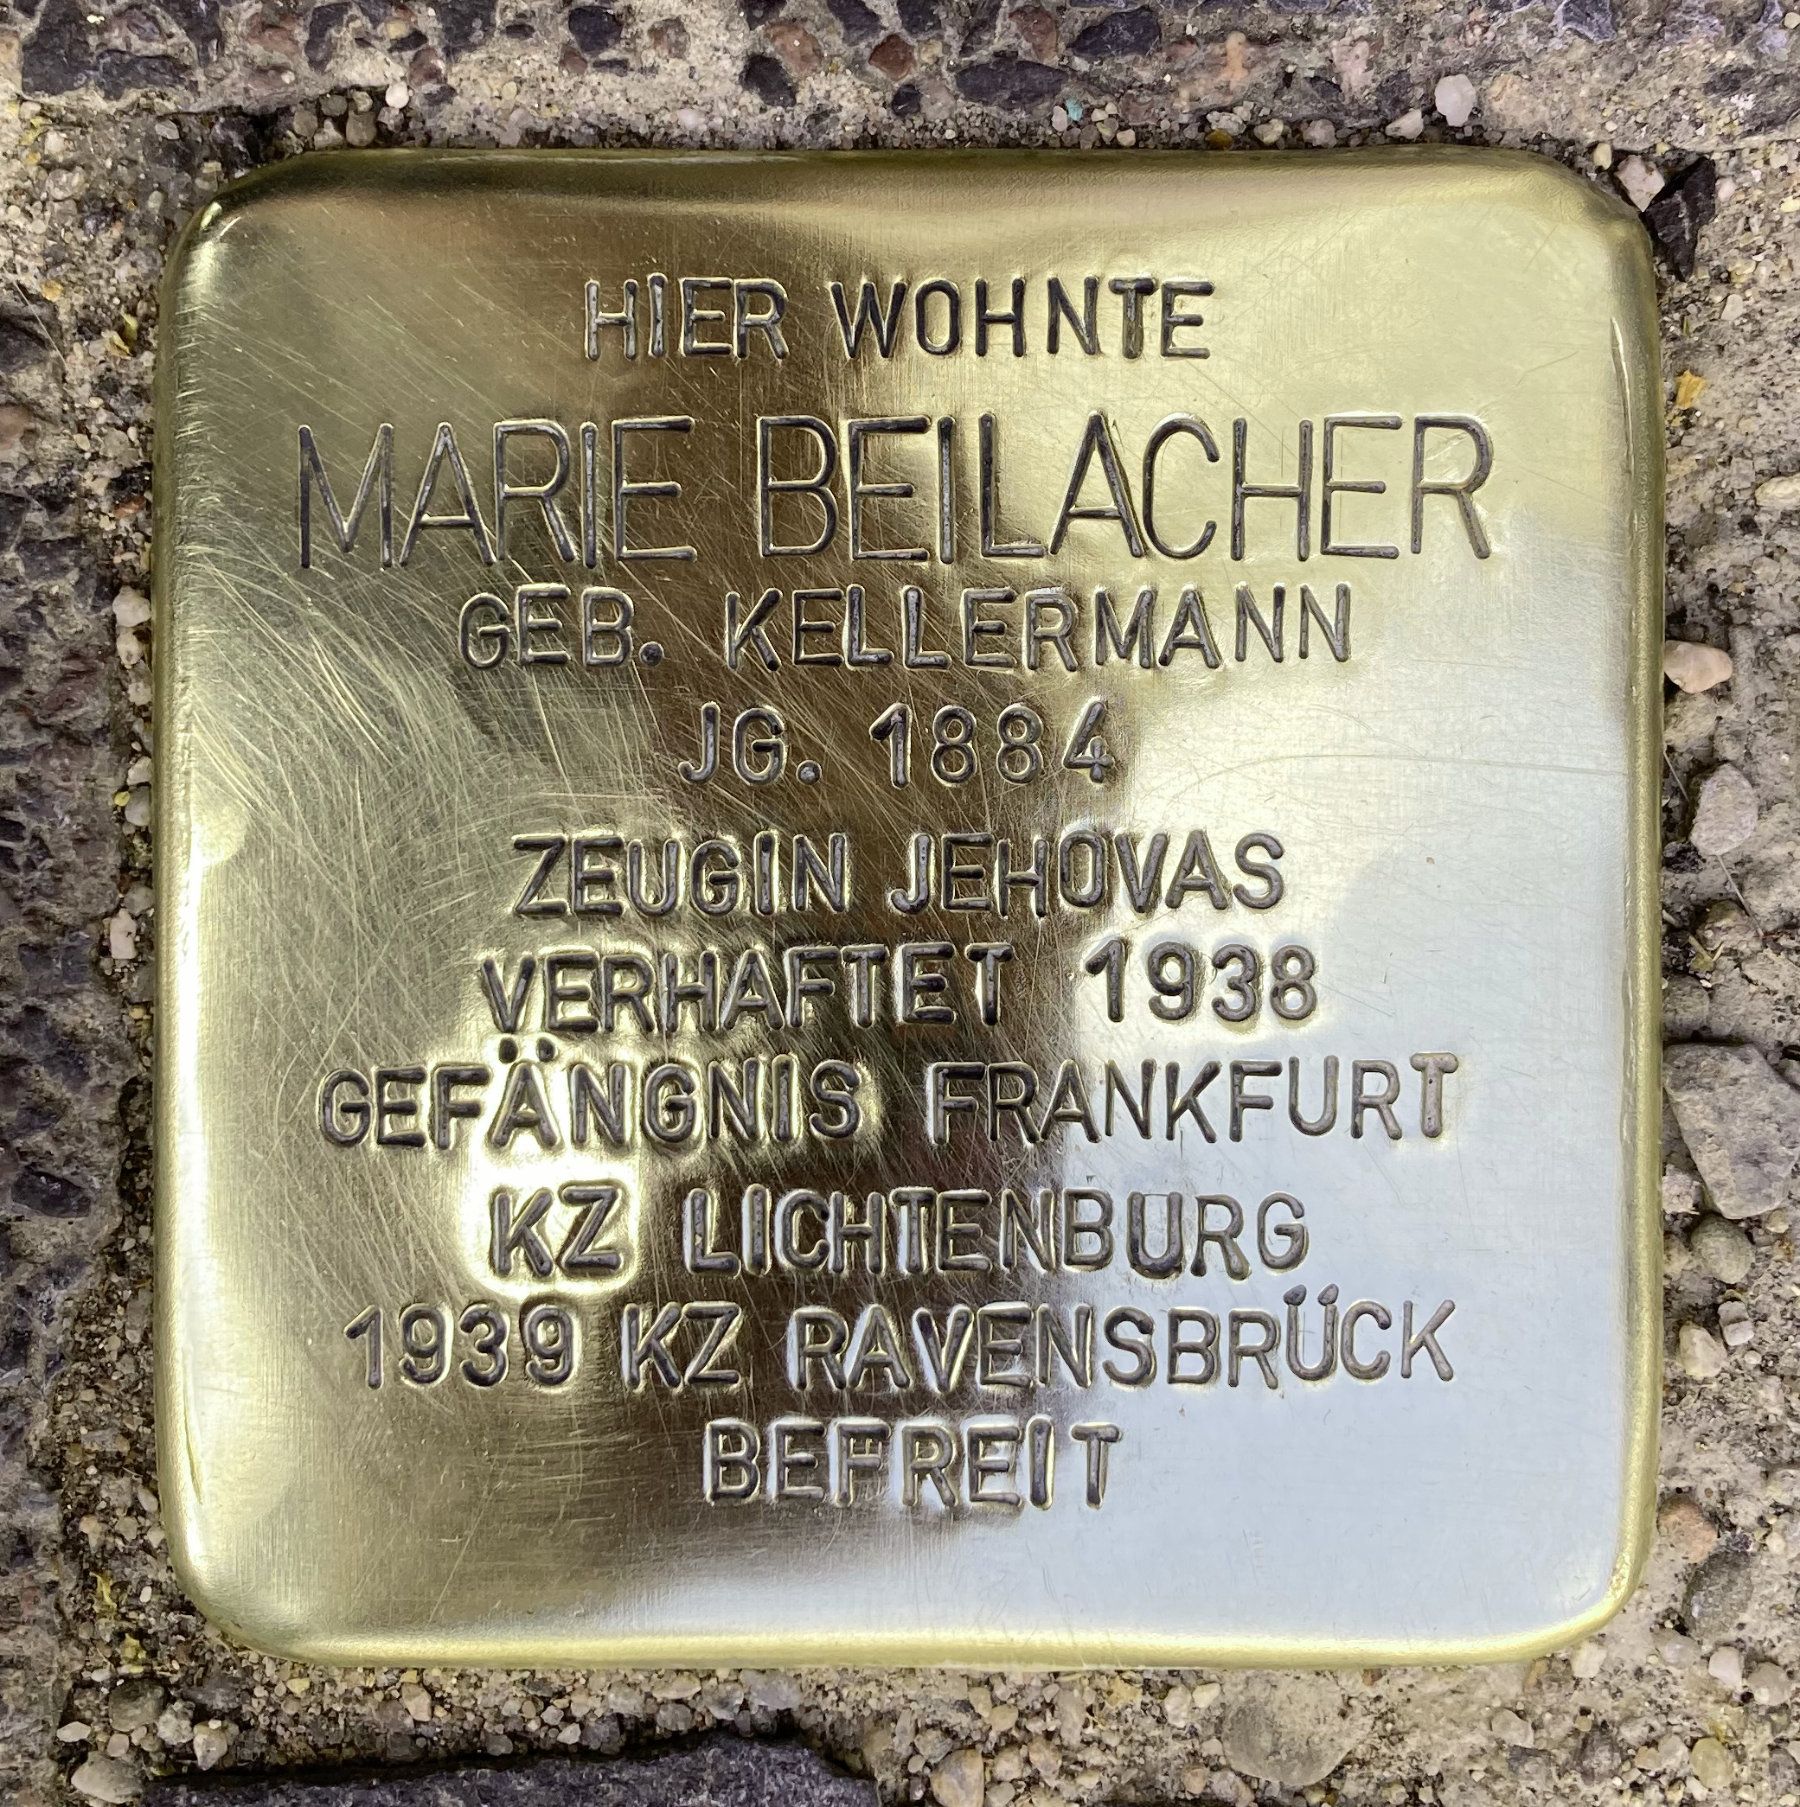 HIER WOHNTE
MARIE BEILACHER
GEB. KELLERMANN
JG. 1884
ZEUGIN JEHOVAS
VERHAFTET 1938
GEFÄNGNIS FRANKFURT
KZ LICHTENBURG
1939 KZ RAVENSBRÜCK
BEFREIT